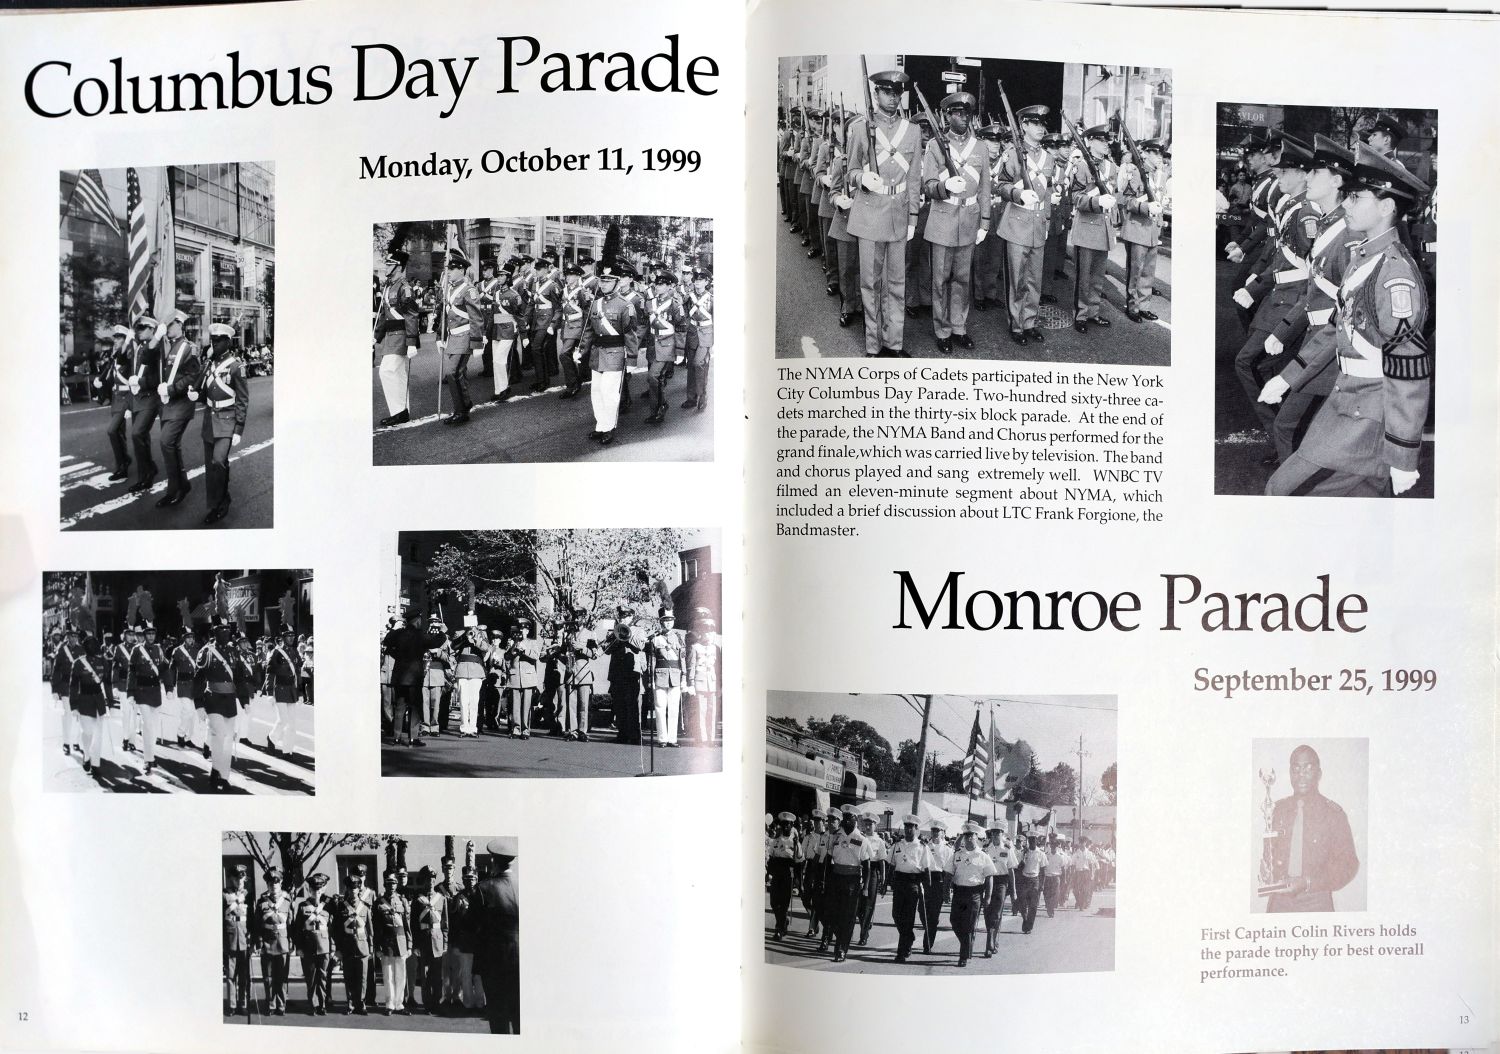 Columbus Day Parade
Monday, October 11, 1999
REDKEN
REDKEN
12
The NYMA Corps of Cadets participated in the New York
City Columbus Day Parade. Two-hundred sixty-three ca-
dets marched in the thirty-six block parade. At the end of
the parade, the NYMA Band and Chorus performed for the
grand finale,which was carried live by television. The band
and chorus played and sang extremely well. WNBC TV
filmed an eleven-minute segment about NYMA, which
included a brief discussion about LTC Frank Forgione, the
Bandmaster.
Monroe Parade
September 25, 1999
First Captain Colin Rivers holds
the parade trophy for best overall
performance.
13